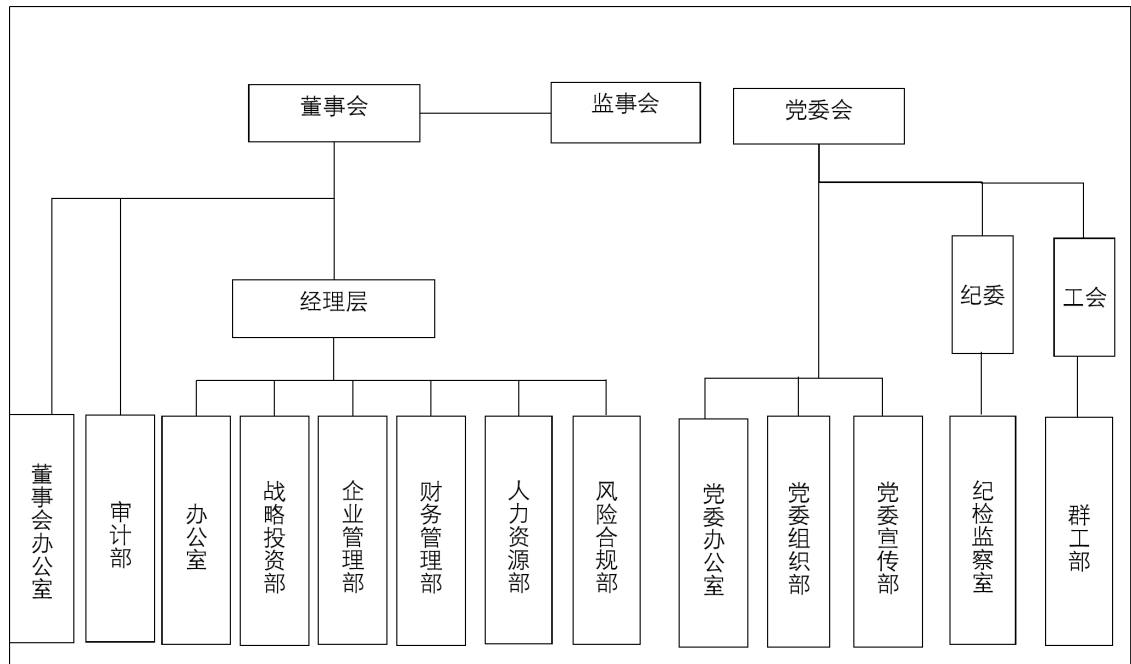 董事会
监事会
党委会
经理层
纪委
工会
董事会办公室
审计部
办公室
战略投资部
企业管理部
财务管理部
人力资源部
风险合规部
党委办公室
党委组织部
党委宣传部
纪检监察室
群工部